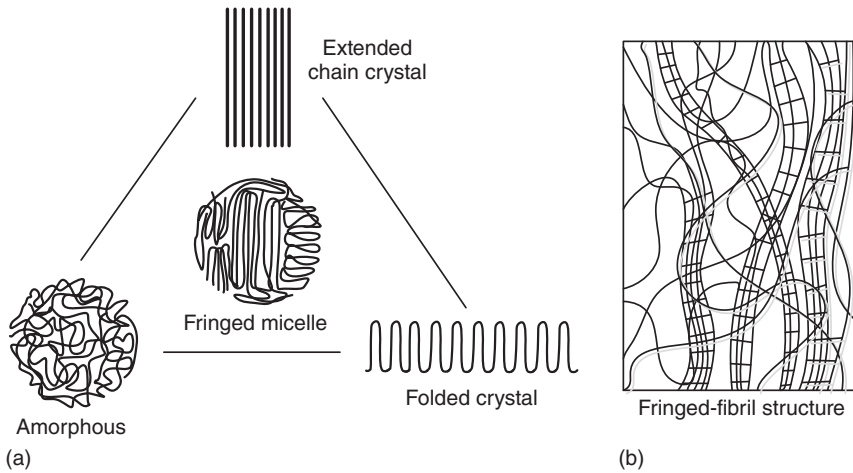 Extended
chain crystal
Fringed micelle
Folded crystal
Amorphous
(a)
Fringed-fibril structure
(b)